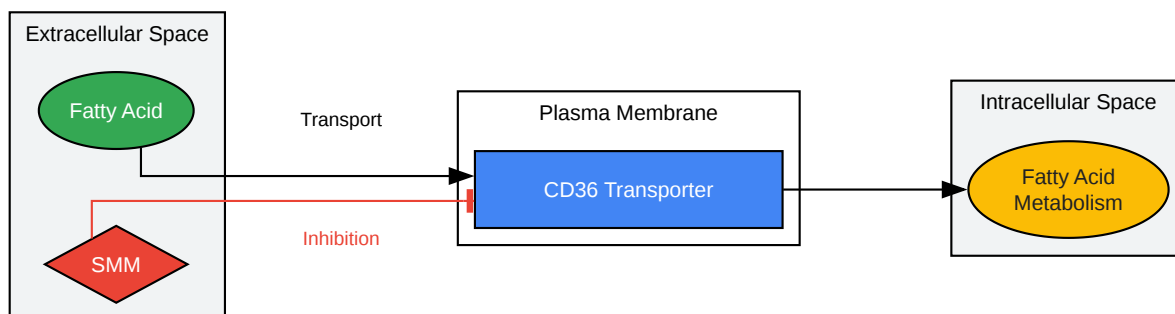 Extracellular Space
Fatty Acid
SMM
Transport
Inhibition
Plasma Membrane
CD36 Transporter
Intracellular Space
Fatty Acid
Metabolism